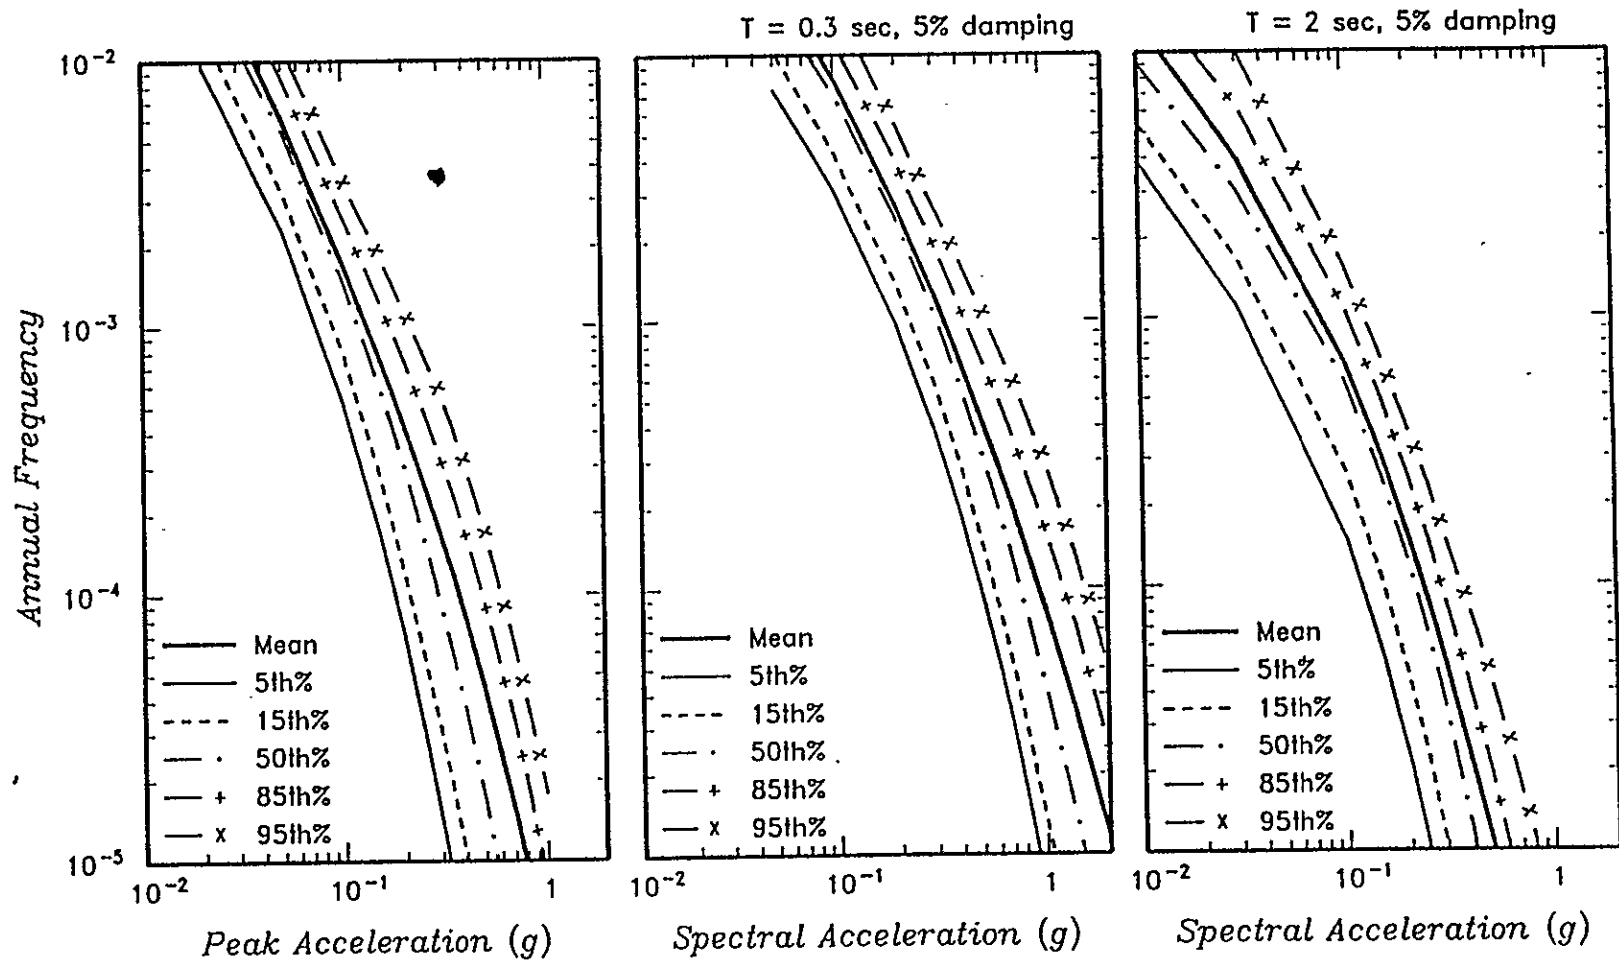 T = 0.3 sec, 5% damping
T = 2 sec, 5% damping
Annual Frequency
10⁻²
10⁻³
10⁻⁴
10⁻⁵
Mean
5th%
15th%
50th%
85th%
95th%
10⁻²
10⁻¹
1
Peak Acceleration (g)
Mean
5th%
15th%
50th%
85th%
95th%
10⁻²
10⁻¹
1
Spectral Acceleration (g)
Mean
5th%
15th%
50th%
85th%
95th%
10⁻²
10⁻¹
1
Spectral Acceleration (g)